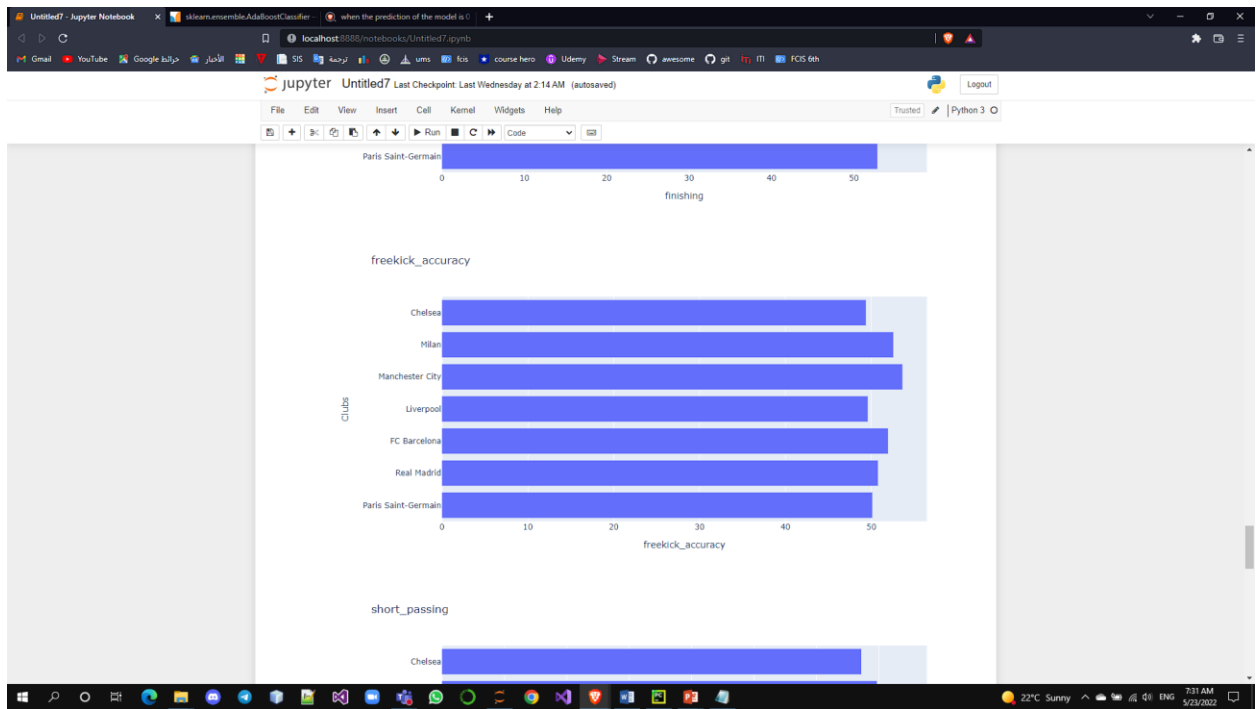 Untitled7 - Jupyter Notebook
sklearn.ensemble.AdaBoostClassifier -
when the prediction of the model is 0
localhost:8888/notebooks/Untitled7.ipynb
Gmail YouTube خرائط Google الأخبار SIS ترجمة ums fcis course hero Udemy Stream awesome git ITI FCIS 6th
jupyter Untitled7 Last Checkpoint: Last Wednesday at 2:14 AM (autosaved)
Logout
File Edit View Insert Cell Kernel Widgets Help
Trusted Python 3
Run Code
Paris Saint-Germain
0 10 20 30 40 50
finishing
freekick_accuracy
Chelsea
Milan
Manchester City
Clubs
Liverpool
FC Barcelona
Real Madrid
Paris Saint-Germain
0 10 20 30 40 50
freekick_accuracy
short_passing
Chelsea
22°C Sunny ENG 7:31 AM
5/23/2022